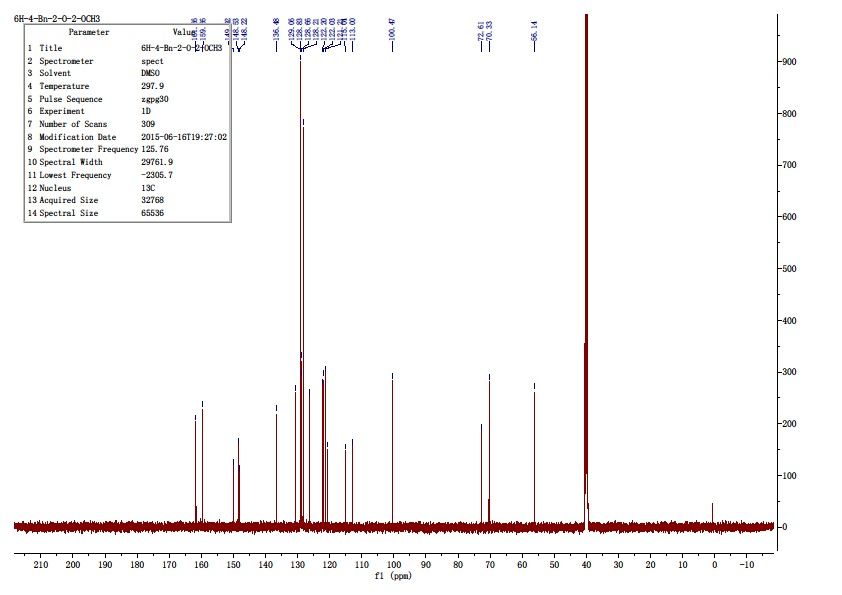 6H-4-Bn-2-0-2-OCH3
Parameter Value
1 Title 6H-4-Bn-2-0-2-OCH3
2 Spectrometer spect
3 Solvent DMSO
4 Temperature 297.9
5 Pulse Sequence zgpg30
6 Experiment 1D
7 Number of Scans 309
8 Modification Date 2015-06-16T19:27:02
9 Spectrometer Frequency 125.76
10 Spectral Width 29761.9
11 Lowest Frequency -2305.7
12 Nucleus 13C
13 Acquired Size 32768
14 Spectral Size 65536
148.22
136.48
129.06
128.83
128.21
122.03
113.00
100.47
72.61
70.33
56.14
900
800
700
600
500
400
300
200
100
0
210 200 190 180 170 160 150 140 130 120 110 100 90 80 70 60 50 40 30 20 10 0 -10
f1 (ppm)